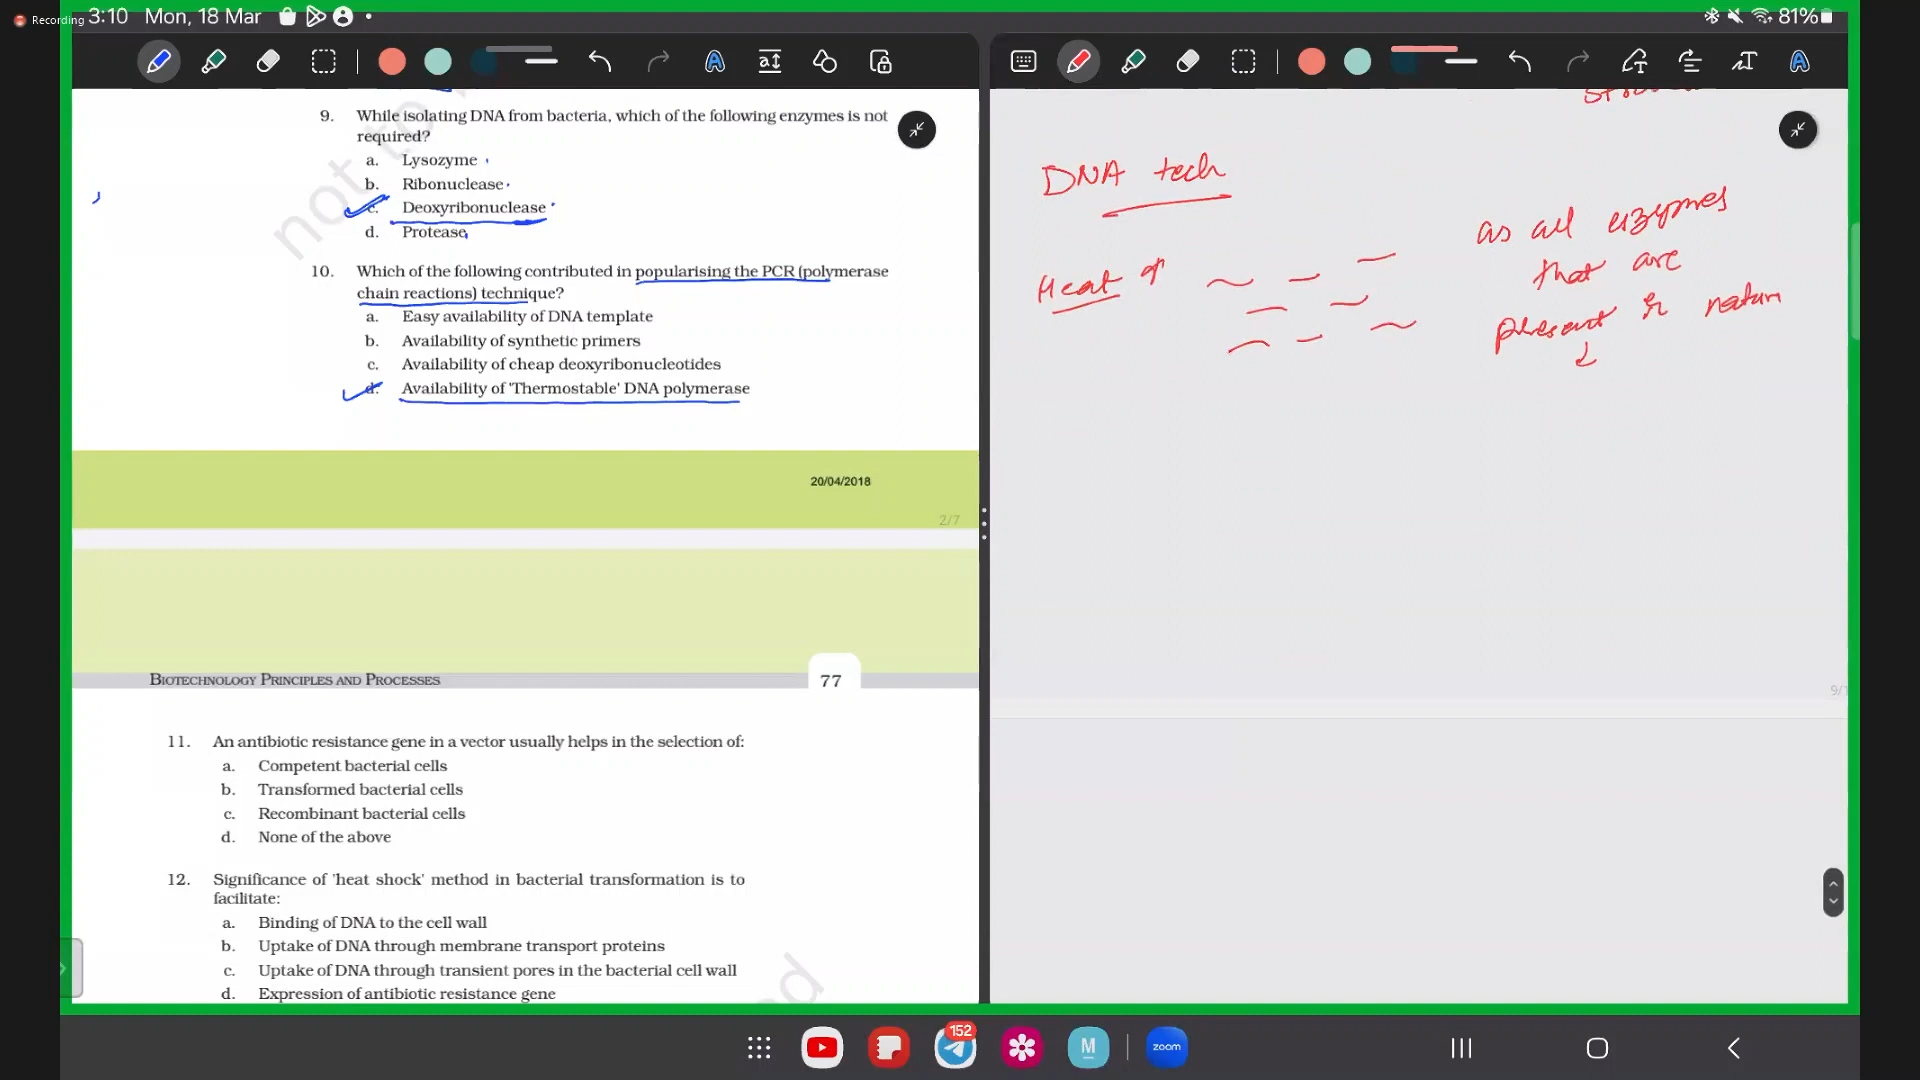 Recording 3:10 Mon, 18 Mar
81%
not to
9. While isolating DNA from bacteria, which of the following enzymes is not
required?
a. Lysozyme
b. Ribonuclease
c. Deoxyribonuclease
d. Protease
10. Which of the following contributed in popularising the PCR (polymerase
chain reactions) technique?
a. Easy availability of DNA template
b. Availability of synthetic primers
c. Availability of cheap deoxyribonucleotides
d. Availability of 'Thermostable' DNA polymerase
20/04/2018
2/7
BIOTECHNOLOGY PRINCIPLES AND PROCESSES
77
11. An antibiotic resistance gene in a vector usually helps in the selection of:
a. Competent bacterial cells
b. Transformed bacterial cells
c. Recombinant bacterial cells
d. None of the above
12. Significance of 'heat shock' method in bacterial transformation is to
facilitate:
a. Binding of DNA to the cell wall
b. Uptake of DNA through membrane transport proteins
c. Uptake of DNA through transient pores in the bacterial cell wall
d. Expression of antibiotic resistance gene
DNA tech
Heat ↑
as all enzymes
that are
present in nature
9/1
152
M
zoom